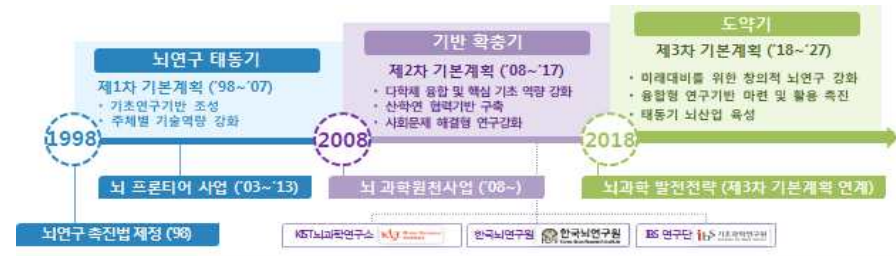 뇌연구 태동기
제1차 기본계획 ('98~'07)
• 기초연구기반 조성
• 주체별 기술역량 강화
기반 확충기
제2차 기본계획 ('08~'17)
• 다학제 융합 및 핵심 기초 역량 강화
• 산학연 협력기반 구축
• 사회문제 해결형 연구강화
도약기
제3차 기본계획 ('18~'27)
• 미래대비를 위한 창의적 뇌연구 강화
• 융합형 연구기반 마련 및 활용 촉진
• 태동기 뇌산업 육성
1998
2008
2018
뇌 프론티어 사업 ('03~'13)
뇌 과학원천사업 ('08~)
뇌과학 발전전략 (제3차 기본계획 연계)
뇌연구 촉진법 제정 ('98)
KIST뇌과학연구소
한국뇌연구원 한국뇌연구원
IBS 연구단 ibS 기초과학연구원